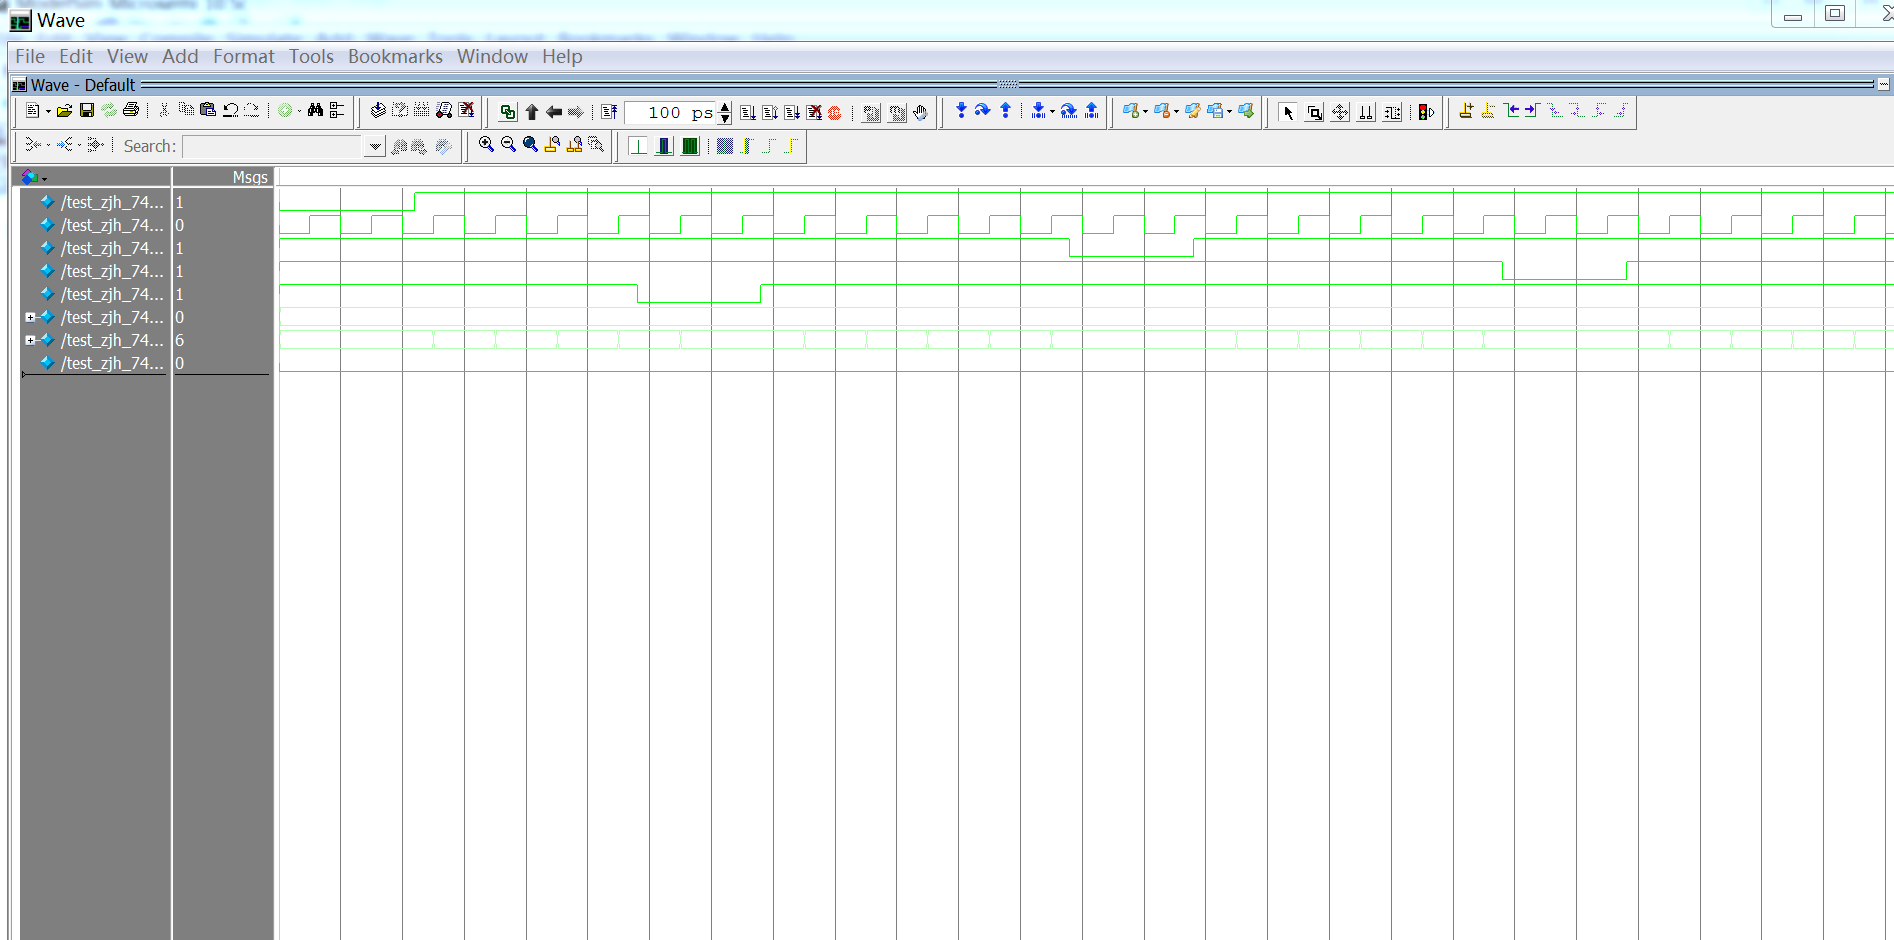 Wave
File Edit View Add Format Tools Bookmarks Window Help
Wave - Default
100 ps
Search:
Msgs
/test_zjh_74... 1
/test_zjh_74... 0
/test_zjh_74... 1
/test_zjh_74... 1
/test_zjh_74... 1
/test_zjh_74... 0
/test_zjh_74... 6
/test_zjh_74... 0